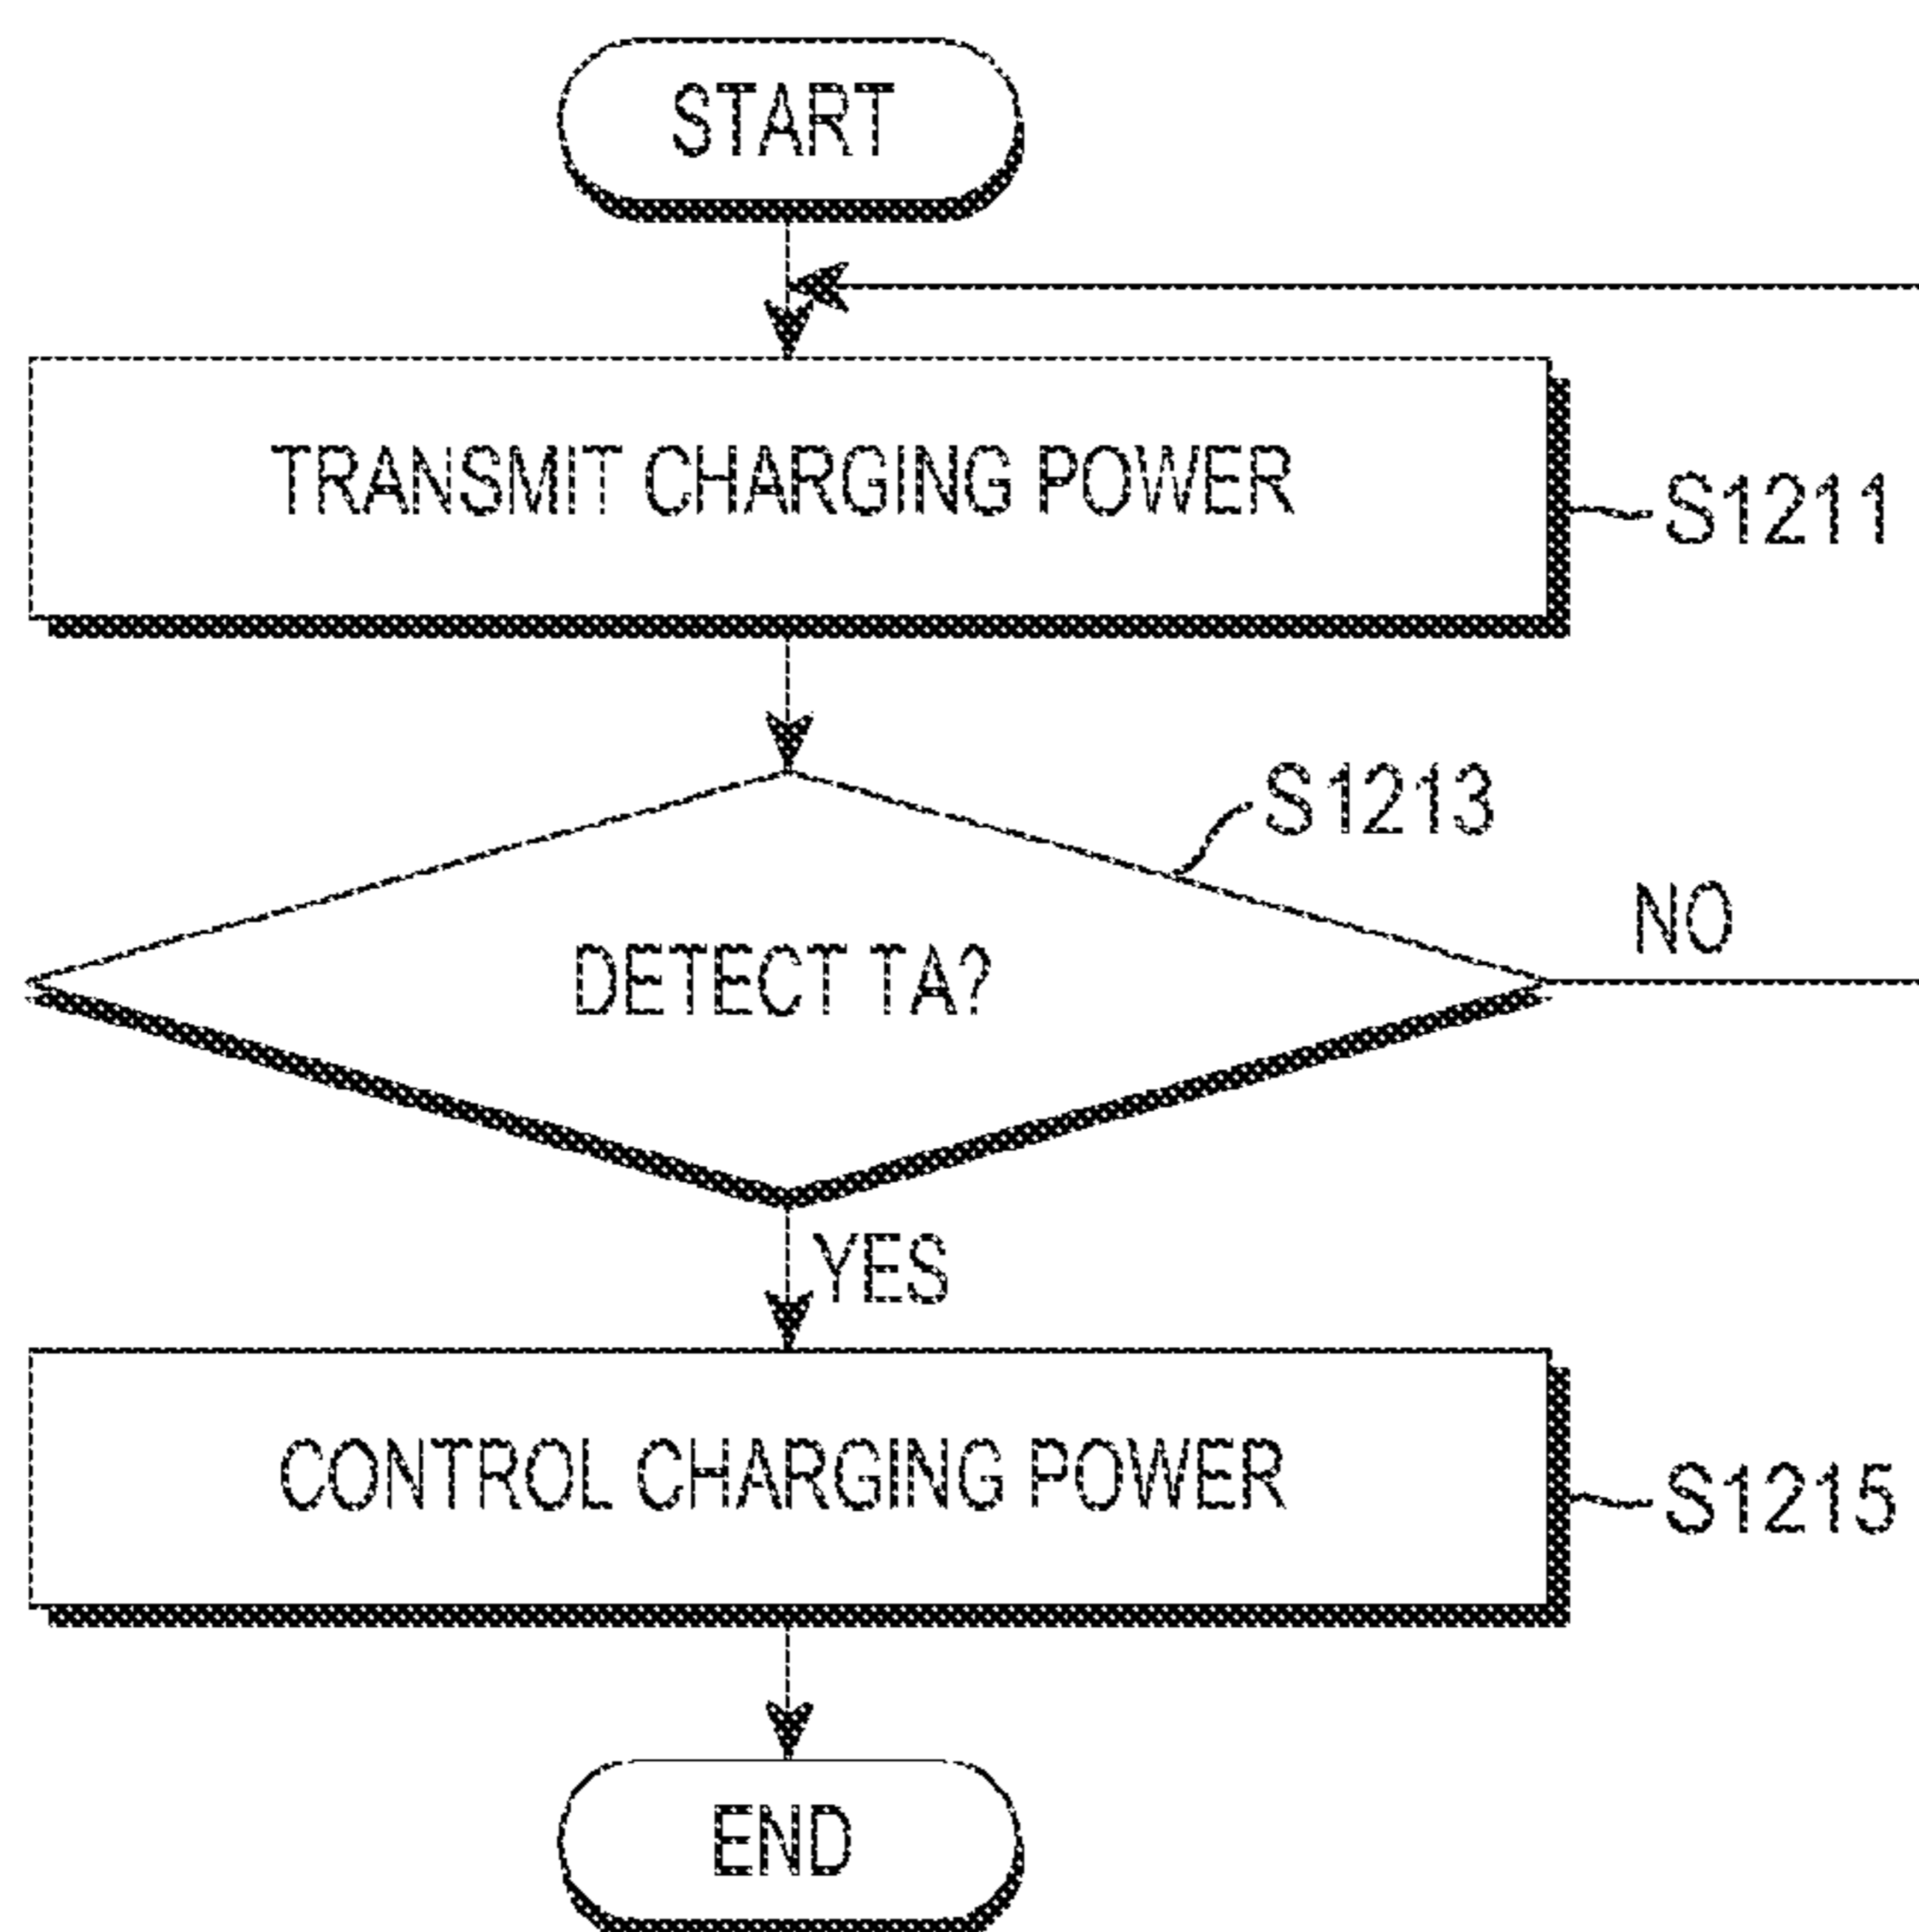 START
TRANSMIT CHARGING POWER
S1211
S1213
NO
DETECT TA?
YES
CONTROL CHARGING POWER
S1215
END